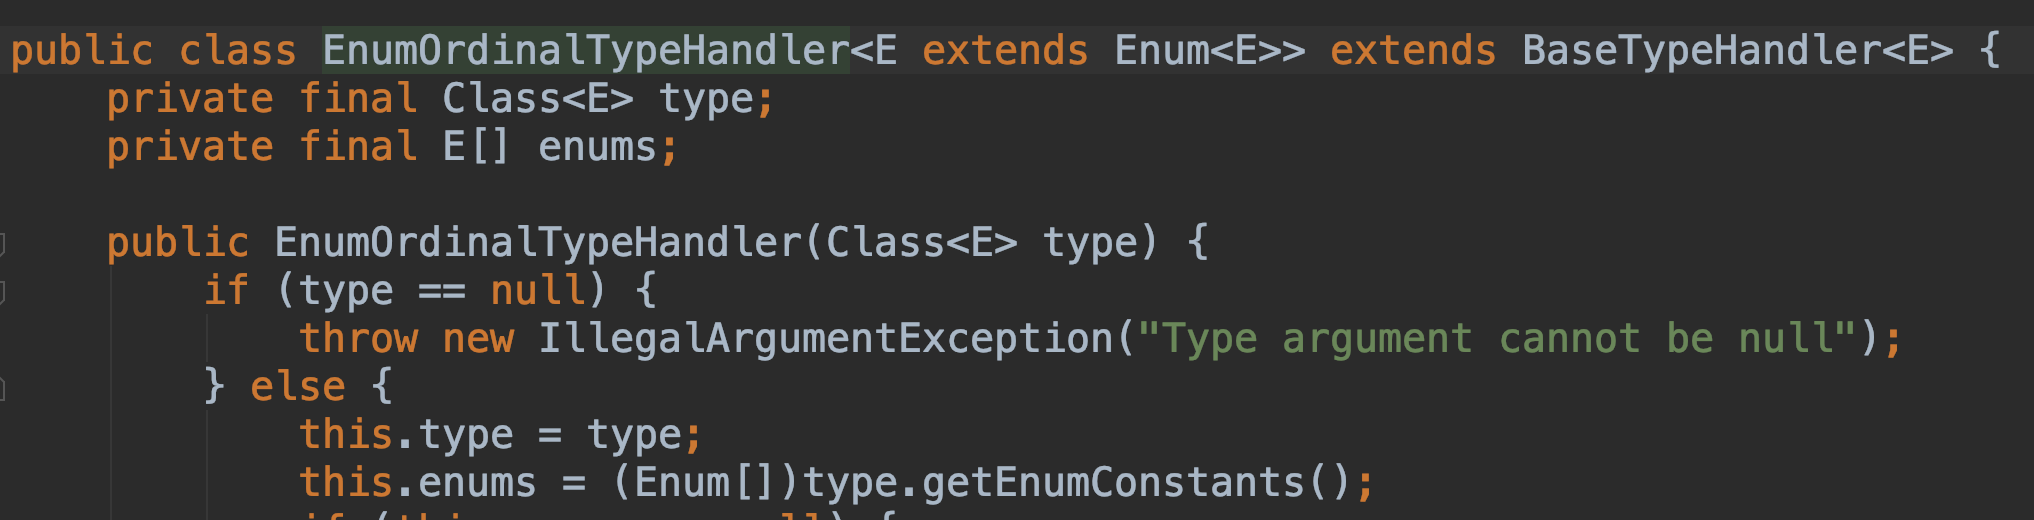 public class EnumOrdinalTypeHandler<E extends Enum<E>> extends BaseTypeHandler<E> {
    private final Class<E> type;
    private final E[] enums;

    public EnumOrdinalTypeHandler(Class<E> type) {
        if (type == null) {
            throw new IllegalArgumentException("Type argument cannot be null");
        } else {
            this.type = type;
            this.enums = (Enum[])type.getEnumConstants();